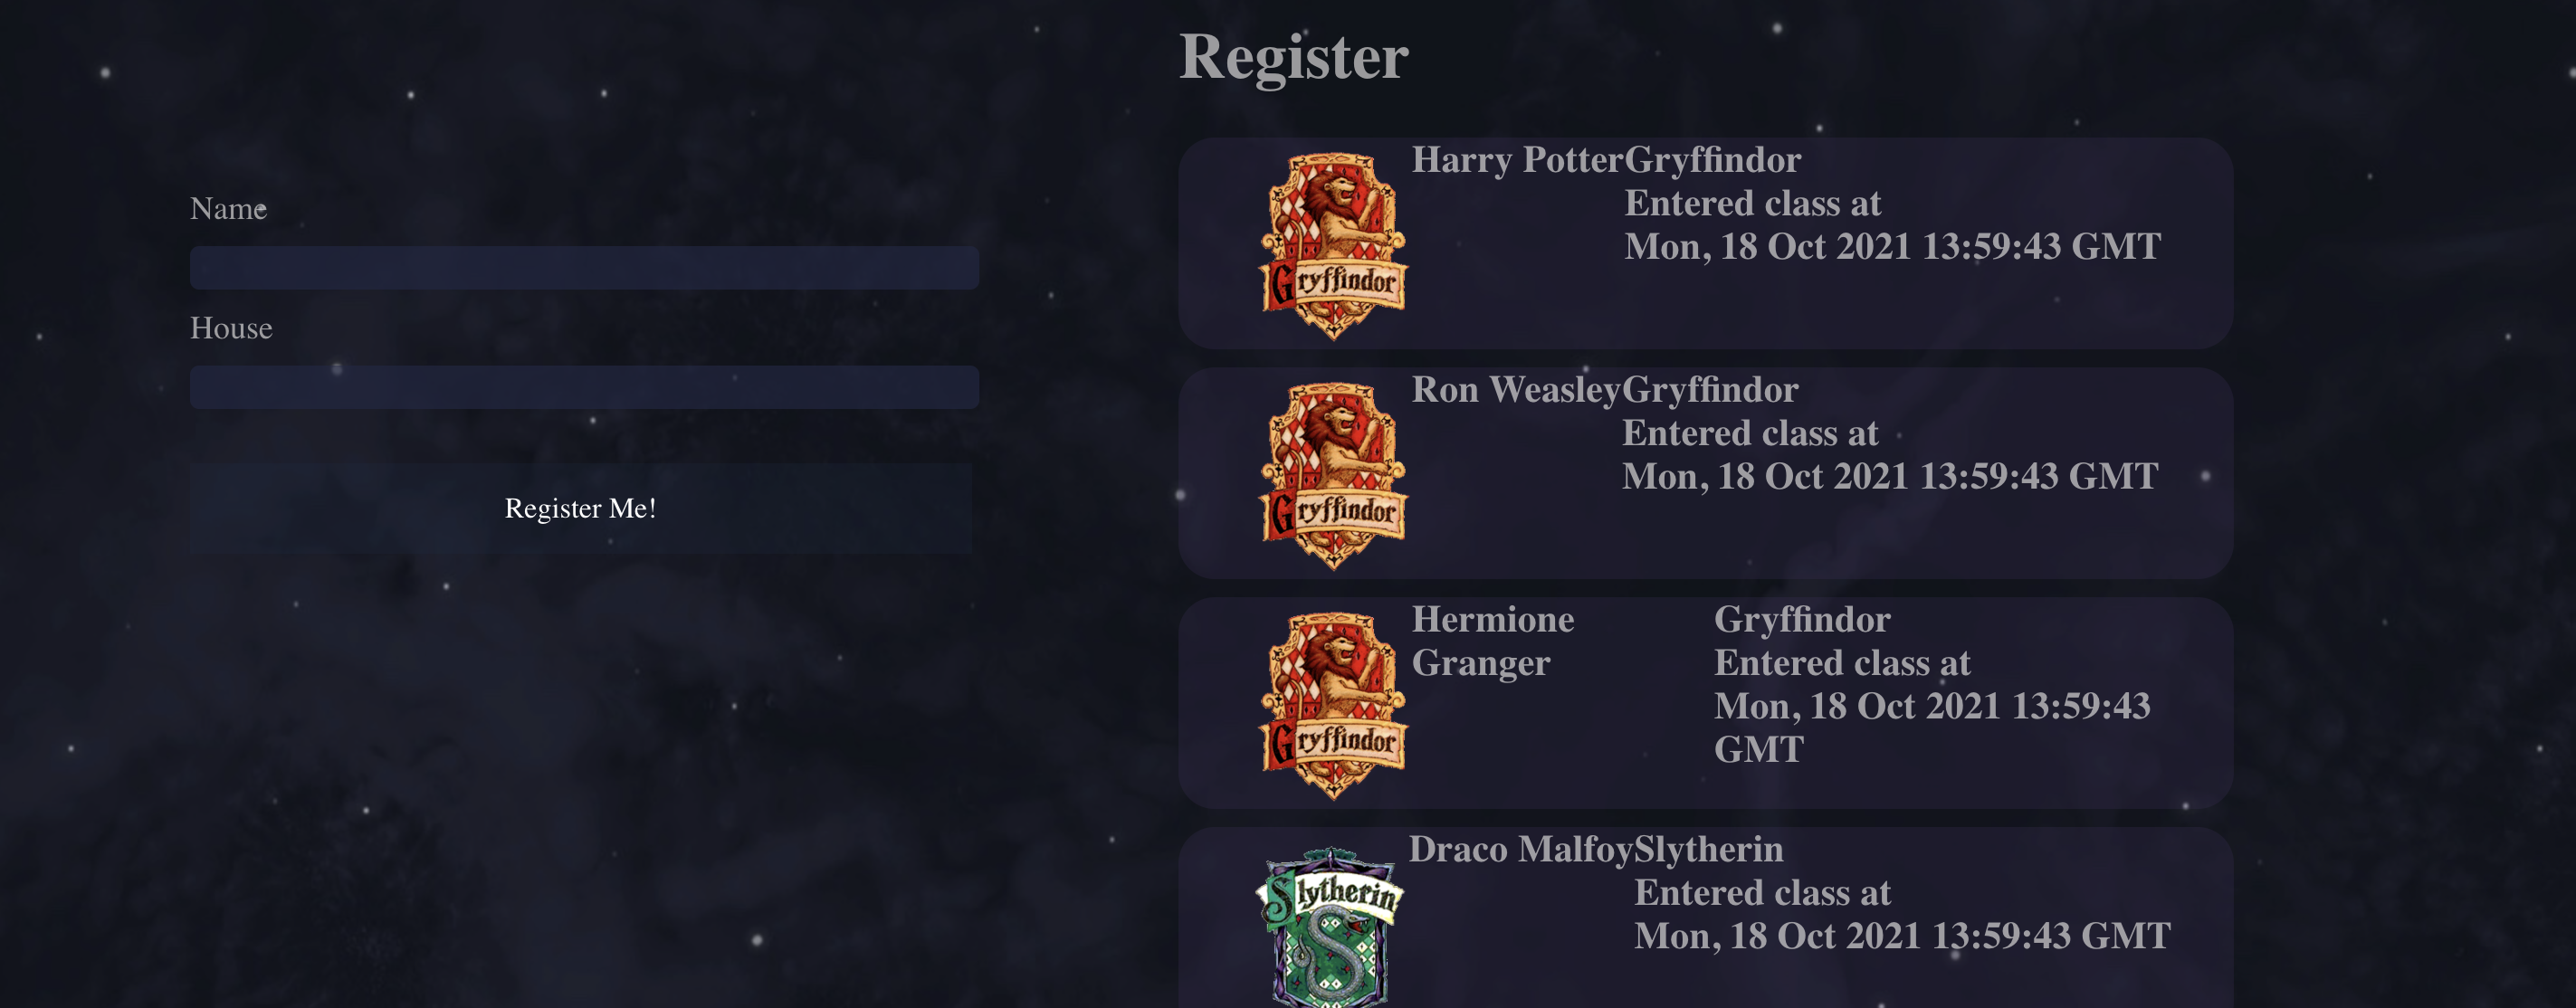 Register
Name
House
Register Me!
Gryffindor
Harry PotterGryffindor
Entered class at
Mon, 18 Oct 2021 13:59:43 GMT
Gryffindor
Ron WeasleyGryffindor
Entered class at
Mon, 18 Oct 2021 13:59:43 GMT
Gryffindor
Hermione
Granger
Gryffindor
Entered class at
Mon, 18 Oct 2021 13:59:43
GMT
Slytherin
Draco MalfoySlytherin
Entered class at
Mon, 18 Oct 2021 13:59:43 GMT